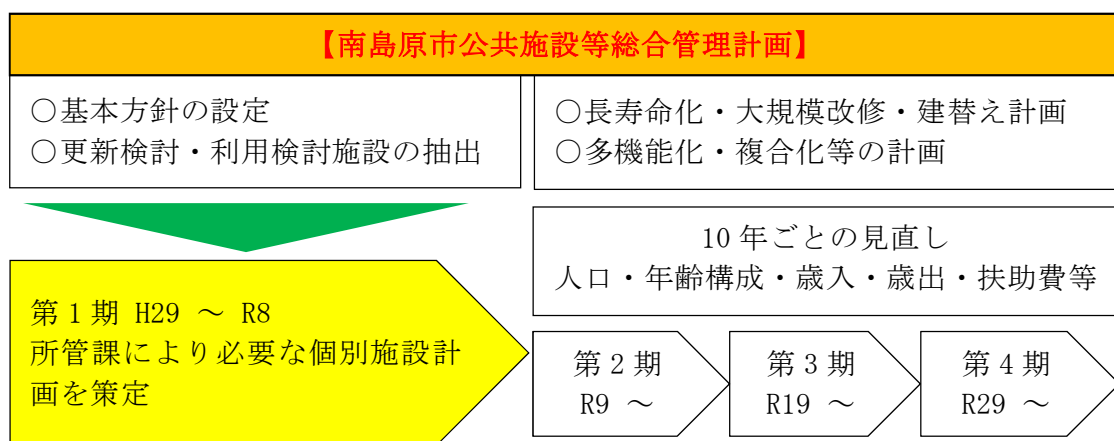 【南島原市公共施設等総合管理計画】
○基本方針の設定
○更新検討・利用検討施設の抽出
○長寿命化・大規模改修・建替え計画
○多機能化・複合化等の計画
10 年ごとの見直し
人口・年齢構成・歳入・歳出・扶助費等
第 1 期 H29 ～ R8
所管課により必要な個別施設計
画を策定
第 2 期
R9 ～
第 3 期
R19 ～
第 4 期
R29 ～